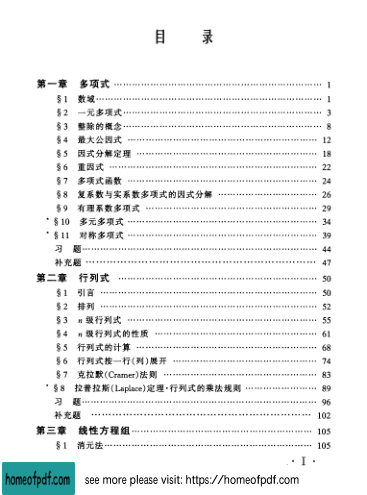 目 录
第一章 多项式 …… 1
§1 数域 …… 1
§2 一元多项式 …… 3
§3 整除的概念 …… 8
§4 最大公因式 …… 12
§5 因式分解定理 …… 18
§6 重因式 …… 22
§7 多项式函数 …… 24
§8 复系数与实系数多项式的因式分解 …… 26
§9 有理系数多项式 …… 29
*§10 多元多项式 …… 34
*§11 对称多项式 …… 39
习 题 …… 44
补充题 …… 47
第二章 行列式 …… 50
§1 引言 …… 50
§2 排列 …… 52
§3 n 级行列式 …… 55
§4 n 级行列式的性质 …… 61
§5 行列式的计算 …… 68
§6 行列式按一行(列)展开 …… 74
§7 克拉默(Cramer)法则 …… 83
*§8 拉普拉斯(Laplace)定理·行列式的乘法规则 …… 89
习 题 …… 96
补充题 …… 102
第三章 线性方程组 …… 105
§1 消元法 …… 105
· I ·
homeofpdf.com see more please visit: https://homeofpdf.com